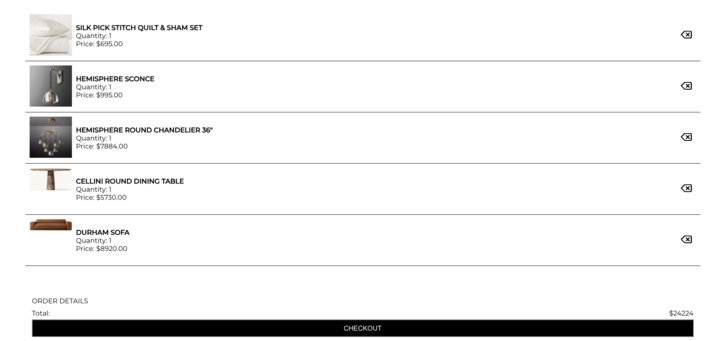 SILK PICK STITCH QUILT & SHAM SET
Quantity: 1
Price: $695.00
HEMISPHERE SCONCE
Quantity: 1
Price: $995.00
HEMISPHERE ROUND CHANDELIER 36"
Quantity: 1
Price: $7884.00
CELLINI ROUND DINING TABLE
Quantity: 1
Price: $5730.00
DURHAM SOFA
Quantity: 1
Price: $8920.00
ORDER DETAILS
Total: $24224
CHECKOUT